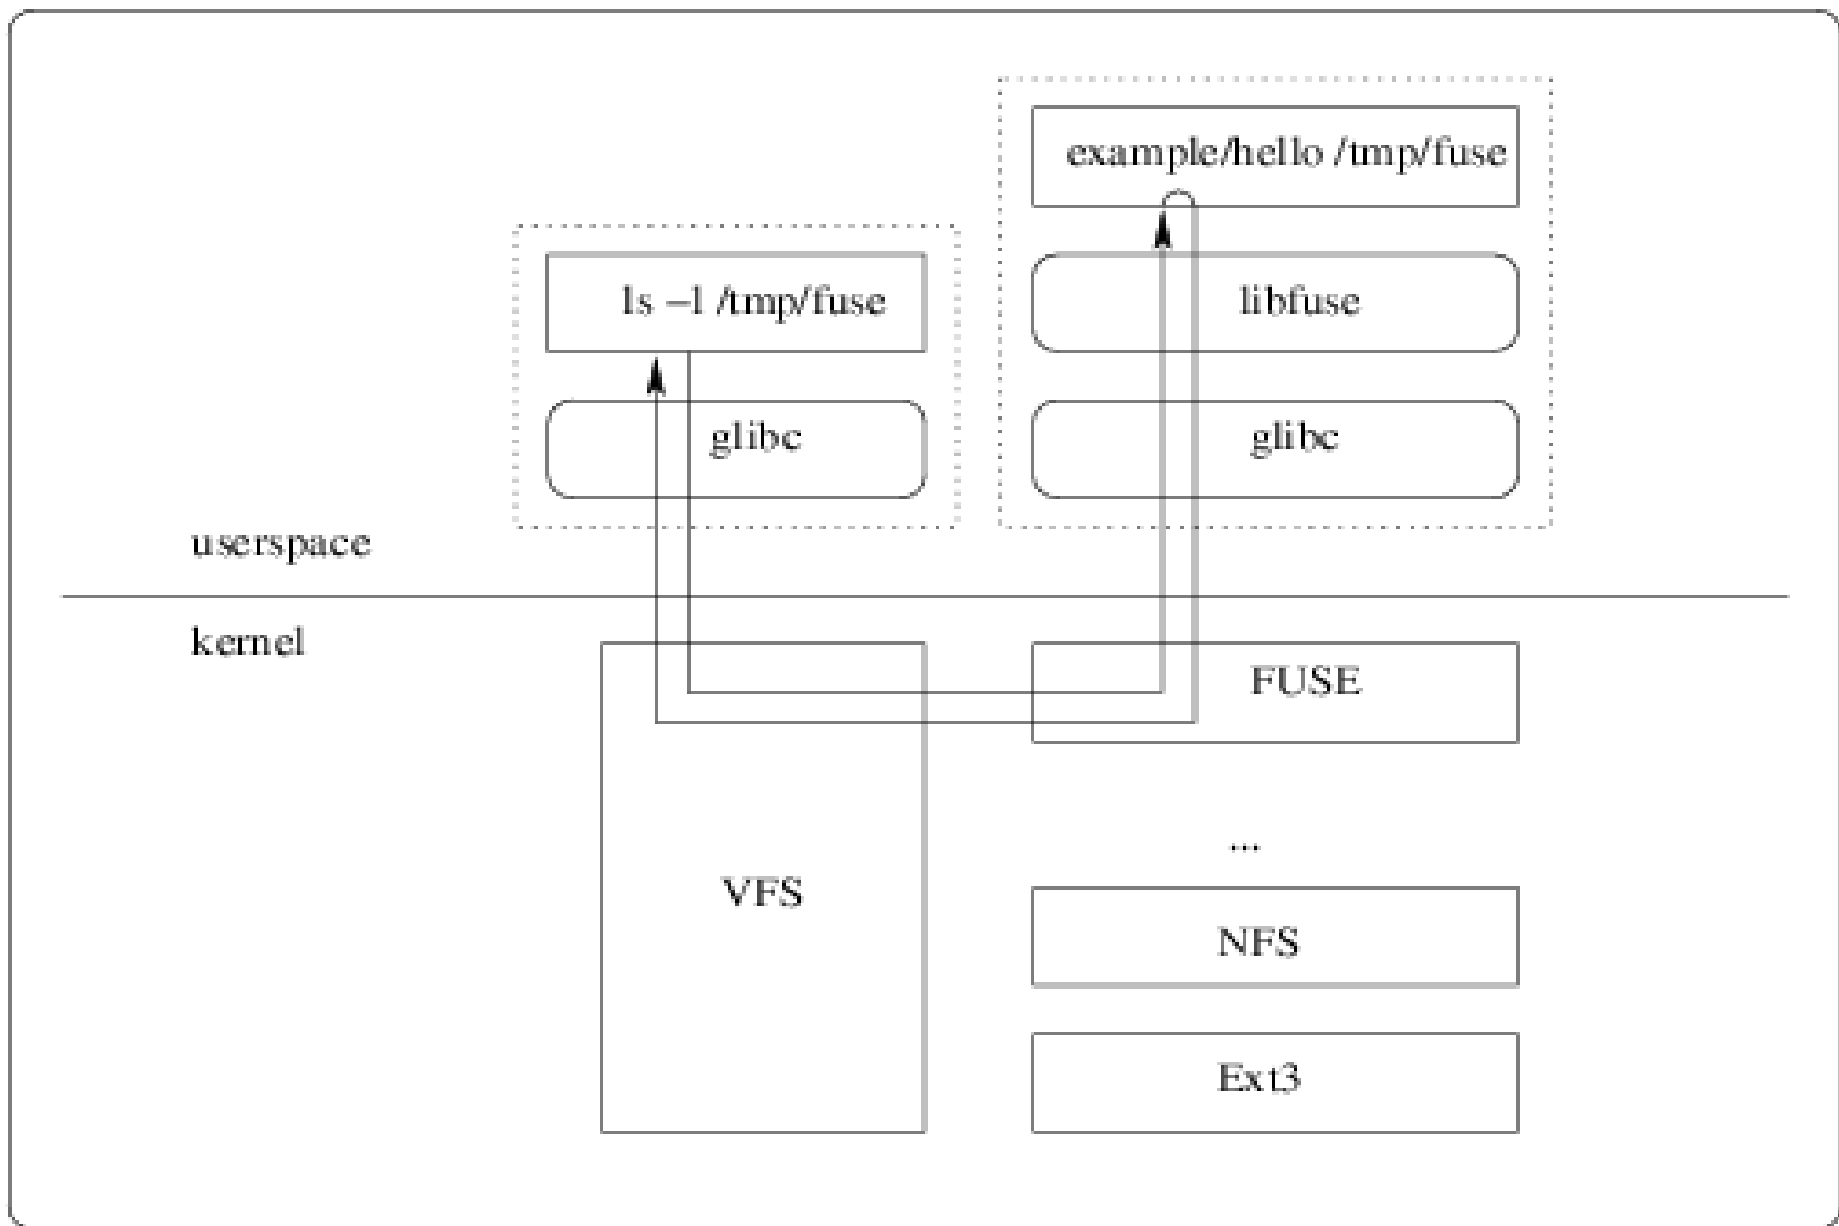 example/hello /tmp/fuse
ls –l /tmp/fuse
libfuse
glibc
glibc
userspace
kernel
FUSE
...
VFS
NFS
Ext3